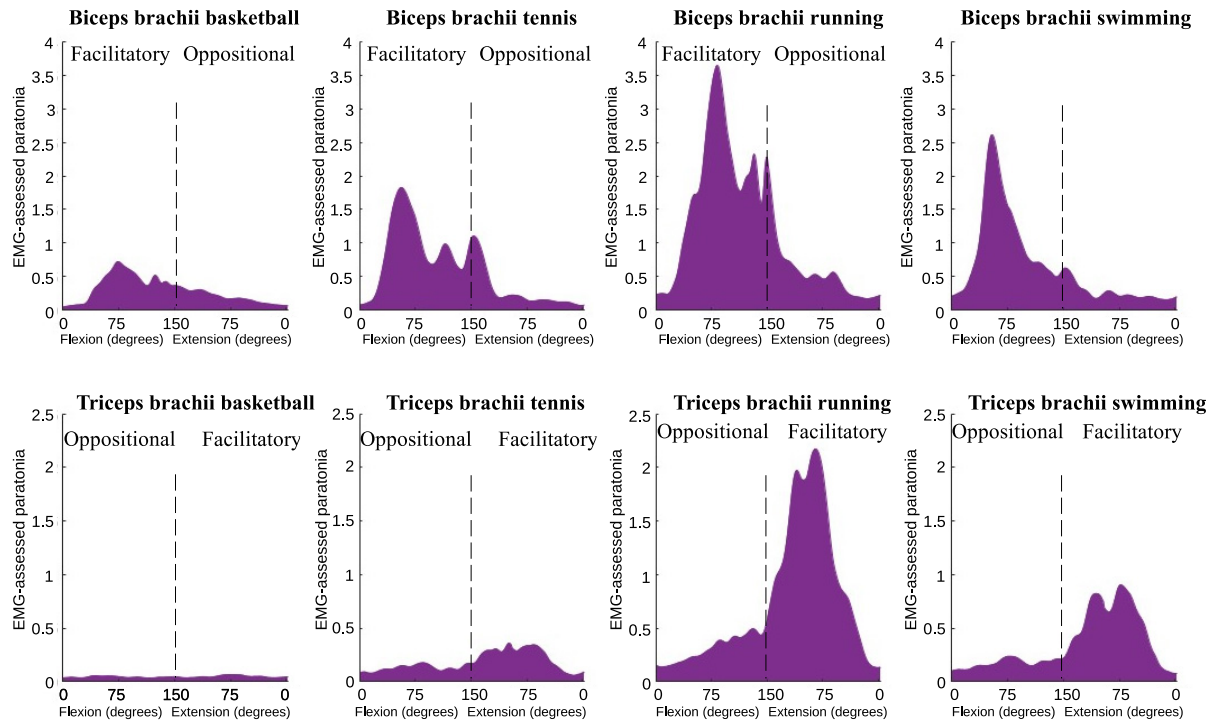 Biceps brachii basketball
EMG-assessed paratonia
4
3.5
3
2.5
2
1.5
1
0.5
0
Facilitatory Oppositional
0 75 150 75 0
Flexion (degrees) Extension (degrees)
Biceps brachii tennis
EMG-assessed paratonia
4
3.5
3
2.5
2
1.5
1
0.5
0
Facilitatory Oppositional
0 75 150 75 0
Flexion (degrees) Extension (degrees)
Biceps brachii running
EMG-assessed paratonia
4
3.5
3
2.5
2
1.5
1
0.5
0
Facilitatory Oppositional
0 75 150 75 0
Flexion (degrees) Extension (degrees)
Biceps brachii swimming
EMG-assessed paratonia
4
3.5
3
2.5
2
1.5
1
0.5
0
Facilitatory Oppositional
0 75 150 75 0
Flexion (degrees) Extension (degrees)
Triceps brachii basketball
EMG-assessed paratonia
2.5
2
1.5
1
0.5
0
Oppositional Facilitatory
0 75 150 75 0
Flexion (degrees) Extension (degrees)
Triceps brachii tennis
EMG-assessed paratonia
2.5
2
1.5
1
0.5
0
Oppositional Facilitatory
0 75 150 75 0
Flexion (degrees) Extension (degrees)
Triceps brachii running
EMG-assessed paratonia
2.5
2
1.5
1
0.5
0
Oppositional Facilitatory
0 75 150 75 0
Flexion (degrees) Extension (degrees)
Triceps brachii swimming
EMG-assessed paratonia
2.5
2
1.5
1
0.5
0
Oppositional Facilitatory
0 75 150 75 0
Flexion (degrees) Extension (degrees)